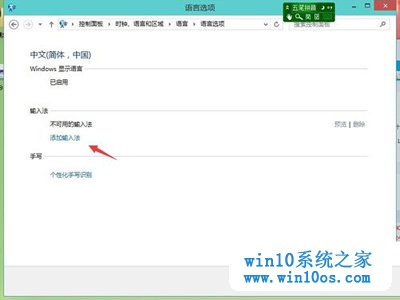 语言选项
控制面板 ▸ 时钟、语言和区域 ▸ 语言 ▸ 语言选项
搜索控制面板
五笔拼音
简
中文(简体，中国)
Windows 显示语言
已启用
输入法
不可用的输入法 预览 | 删除
添加输入法
手写
个性化手写识别
win10系统之家
www.win10os.com